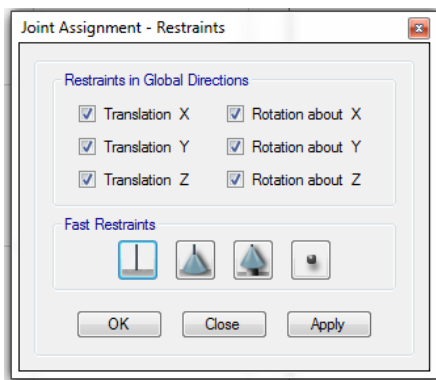 Joint Assignment - Restraints
Restraints in Global Directions
Translation X Rotation about X
Translation Y Rotation about Y
Translation Z Rotation about Z
Fast Restraints
OK Close Apply